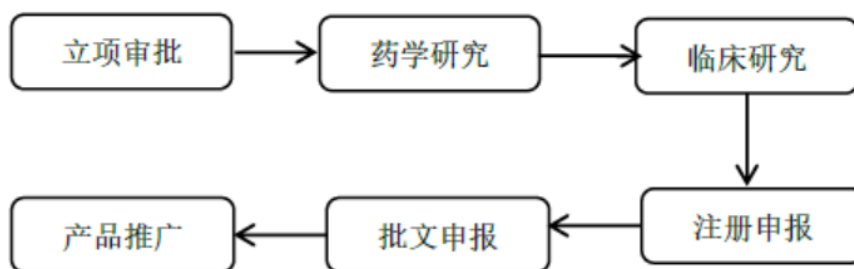 立项审批
药学研究
临床研究
注册申报
批文申报
产品推广